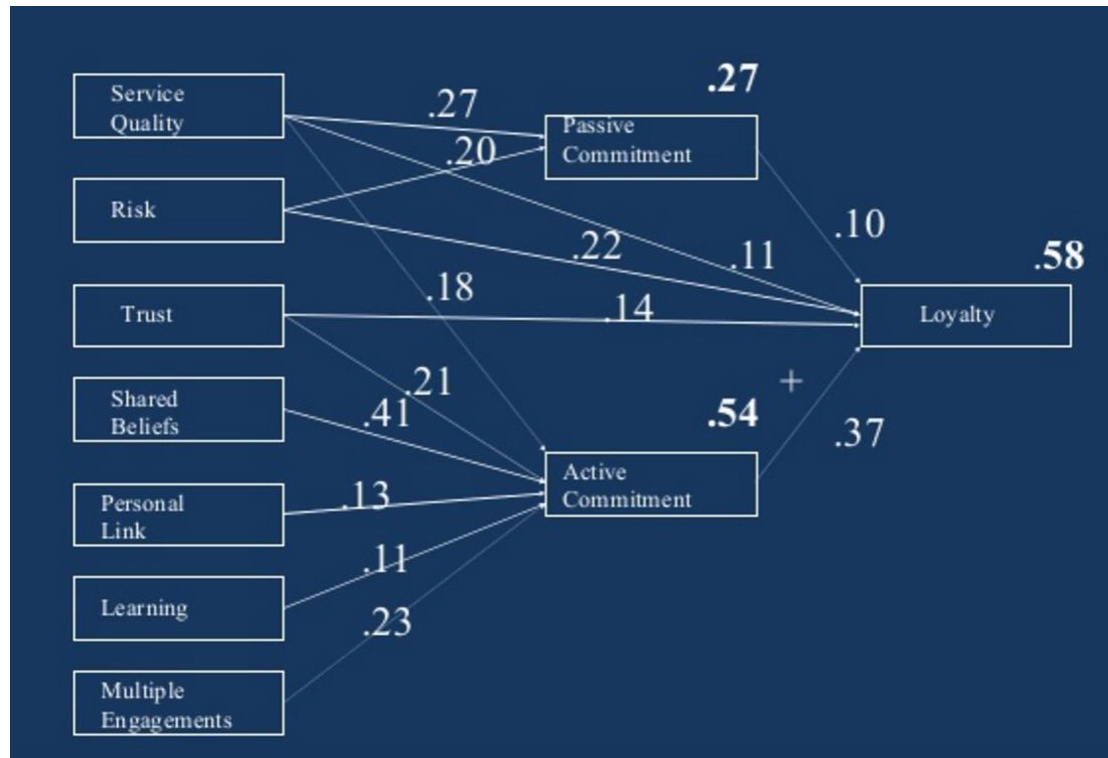 Service
Quality
Risk
Trust
Shared
Beliefs
Personal
Link
Learning
Multiple
Engagements
.27
.20
.18
.22
.11
.14
.21
.41
.13
.11
.23
.27
Passive
Commitment
.54
Active
Commitment
.10
+
.37
.58
Loyalty